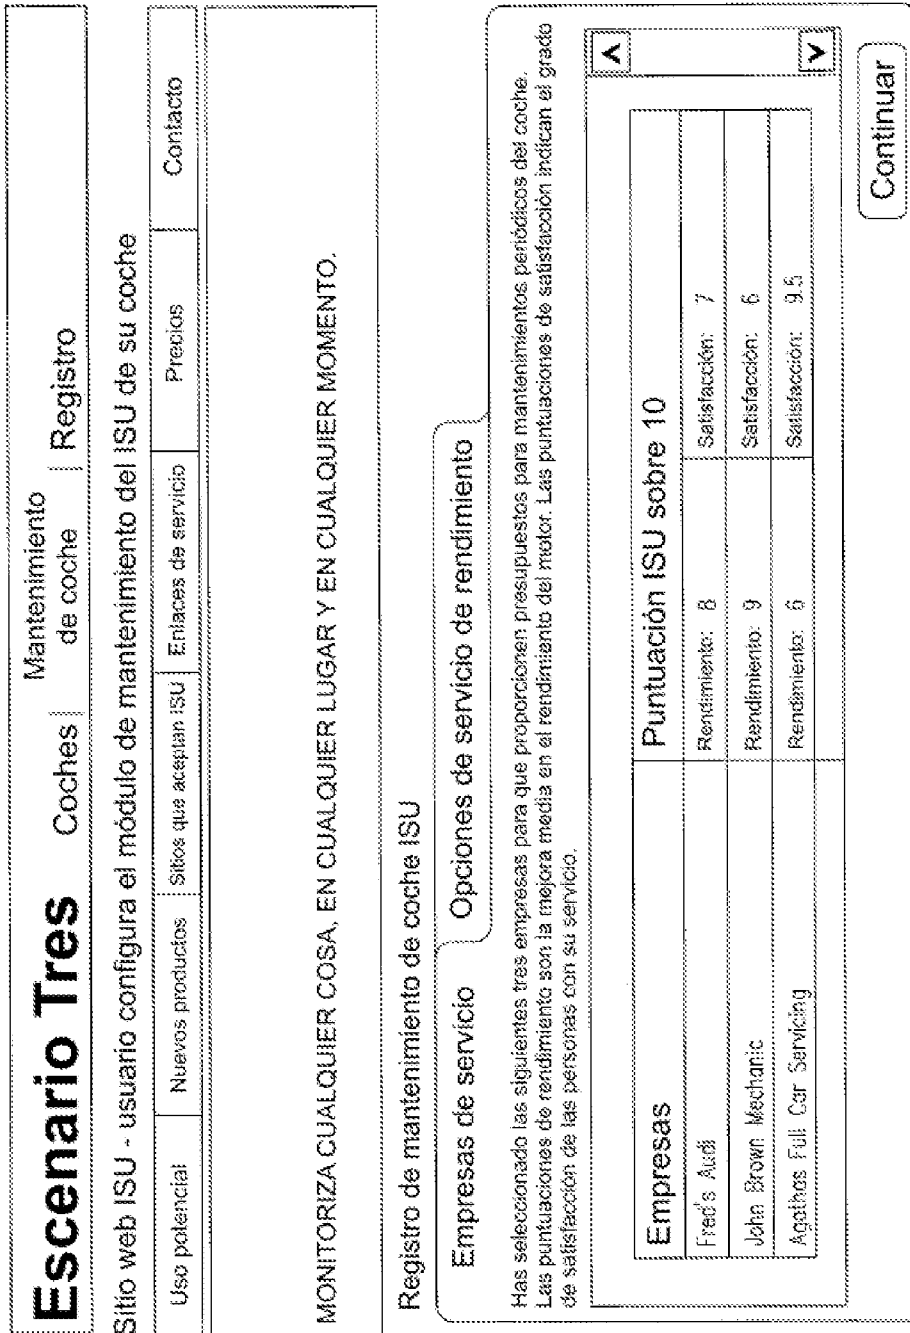 Escenario Tres Coches | Mantenimiento de coche | Registro
Sitio web ISU - usuario configura el módulo de mantenimiento del ISU de su coche
Uso potencial Nuevos productos Sitios que aceptan ISU Enlaces de servicio Precios Contacto
MONITORIZA CUALQUIER COSA, EN CUALQUIER LUGAR Y EN CUALQUIER MOMENTO.
Registro de mantenimiento de coche ISU
Empresas de servicio Opciones de servicio de rendimiento
Has seleccionado las siguientes tres empresas para que proporcionen presupuestos para mantenimientos periódicos del coche.
Las puntuaciones de rendimiento son la mejora media en el rendimiento del motor. Las puntuaciones de satisfacción indican el grado
de satisfacción de las personas con su servicio.
Empresas Puntuación ISU sobre 10
Fred's Audi Rendimiento: 8 Satisfacción: 7
John Brown Mechanic Rendimiento: 9 Satisfacción: 6
Agathas Full Car Servicing Rendimiento: 6 Satisfacción: 9.5
Continuar